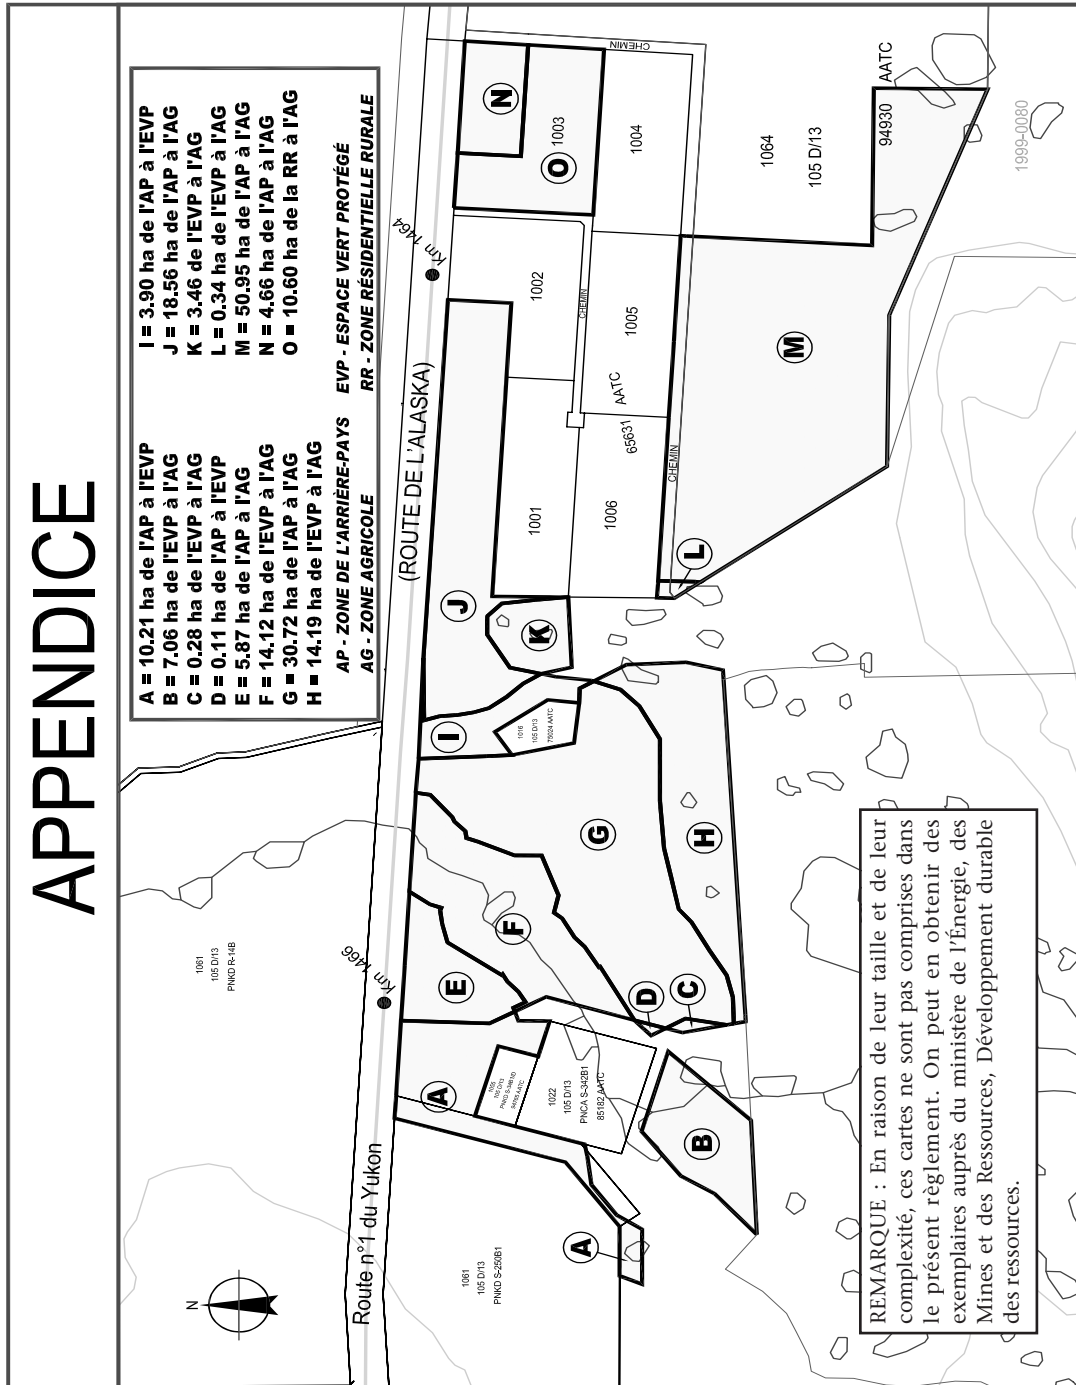 APPENDICE
A = 10.21 ha de l'AP à l'EVP
B = 7.06 ha de l'EVP à l'AG
C = 0.28 ha de l'EVP à l'AG
D = 0.11 ha de l'AP à l'EVP
E = 5.87 ha de l'AP à l'AG
F = 14.12 ha de l'EVP à l'AG
G = 30.72 ha de l'AP à l'AG
H = 14.19 ha de l'EVP à l'AG
I = 3.90 ha de l'AP à l'EVP
J = 18.56 ha de l'AP à l'AG
K = 3.46 de l'EVP à l'AG
L = 0.34 ha de l'EVP à l'AG
M = 50.95 ha de l'AP à l'AG
N = 4.66 ha de l'AP à l'AG
O = 10.60 ha de la RR à l'AG
AP - ZONE DE L'ARRIÈRE-PAYS EVP - ESPACE VERT PROTÉGÉ
AG - ZONE AGRICOLE RR - ZONE RÉSIDENTIELLE RURALE
N
Route n°1 du Yukon
(ROUTE DE L'ALASKA)
Km 1466
Km 1464
1061
105 D/13
PNKD R-14B
1061
105 D/13
PNKD S-250B1
A
A
B
C
D
E
F
G
H
I
J
K
L
M
N
O
1022
105 D/13
PNCA S-342B1
85182 AATC
1016
105 D/13
76024 AATC
1001
1002
1003
1004
1005
1006
65631
AATC
CHEMIN
CHEMIN
CHEMIN
1064
105 D/13
94930
AATC
1999-0080
REMARQUE : En raison de leur taille et de leur
complexité, ces cartes ne sont pas comprises dans
le présent règlement. On peut en obtenir des
exemplaires auprès du ministère de l'Énergie, des
Mines et des Ressources, Développement durable
des ressources.